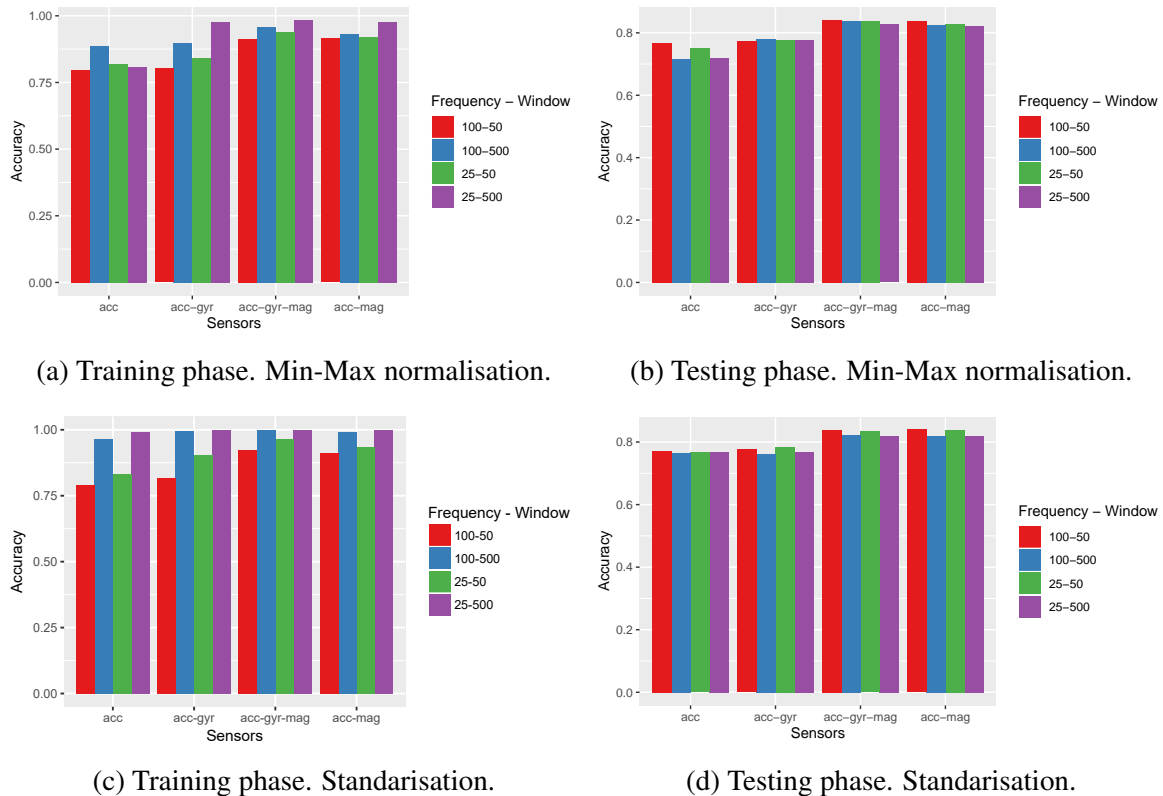 1.00
0.75
0.50
0.25
0.00
Accuracy
acc
acc−gyr
acc−gyr−mag
acc−mag
Sensors
Frequency − Window
100−50
100−500
25−50
25−500
(a) Training phase. Min-Max normalisation.
0.8
0.6
0.4
0.2
0.0
Accuracy
acc
acc−gyr
acc−gyr−mag
acc−mag
Sensors
Frequency − Window
100−50
100−500
25−50
25−500
(b) Testing phase. Min-Max normalisation.
1.00
0.75
0.50
0.25
0.00
Accuracy
acc
acc-gyr
acc-gyr-mag
acc-mag
Sensors
Frequency - Window
100-50
100-500
25-50
25-500
(c) Training phase. Standarisation.
0.8
0.6
0.4
0.2
0.0
Accuracy
acc
acc−gyr
acc−gyr−mag
acc−mag
Sensors
Frequency − Window
100−50
100−500
25−50
25−500
(d) Testing phase. Standarisation.